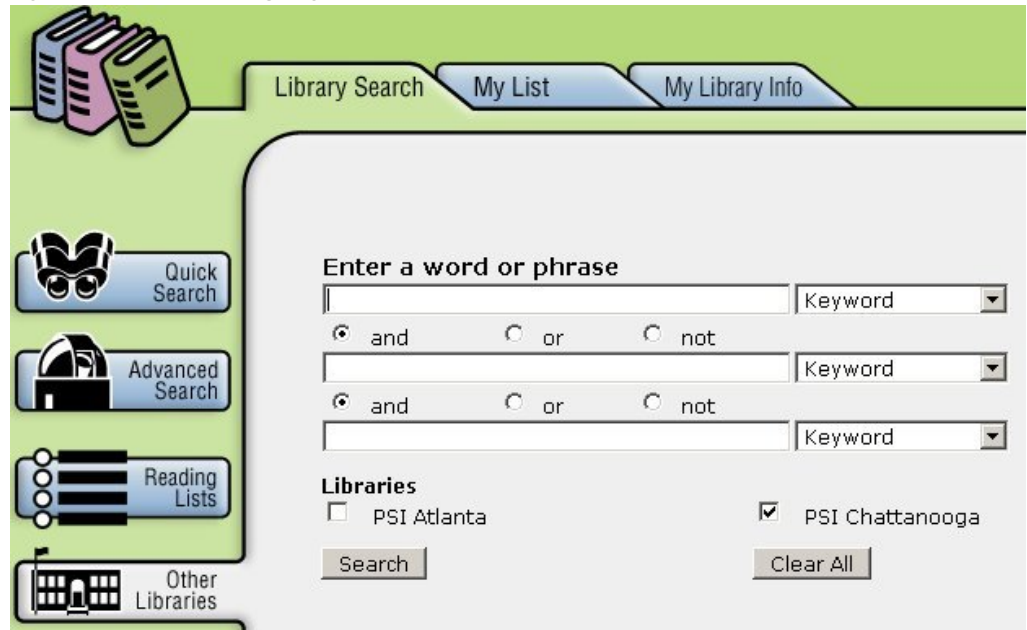 Library Search My List My Library Info
Quick
Search
Enter a word or phrase
Keyword
and or not
Advanced
Search
Keyword
and or not
Keyword
Reading
Lists
Libraries
PSI Atlanta PSI Chattanooga
Search Clear All
Other
Libraries